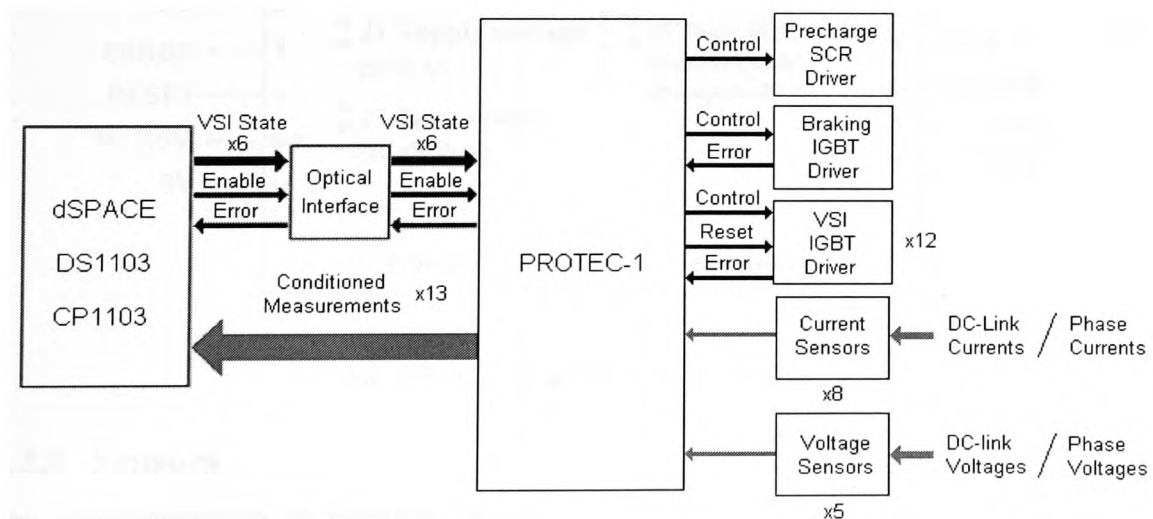 dSPACE
DS1103
CP1103
VSI State
x6
Enable
Error
Optical
Interface
VSI State
x6
Enable
Error
Conditioned
Measurements
x13
PROTEC-1
Control
Precharge
SCR
Driver
Control
Error
Braking
IGBT
Driver
Control
Reset
Error
VSI
IGBT
Driver
x12
Current
Sensors
x8
DC-Link
Currents
/
Phase
Currents
Voltage
Sensors
x5
DC-link
Voltages
/
Phase
Voltages